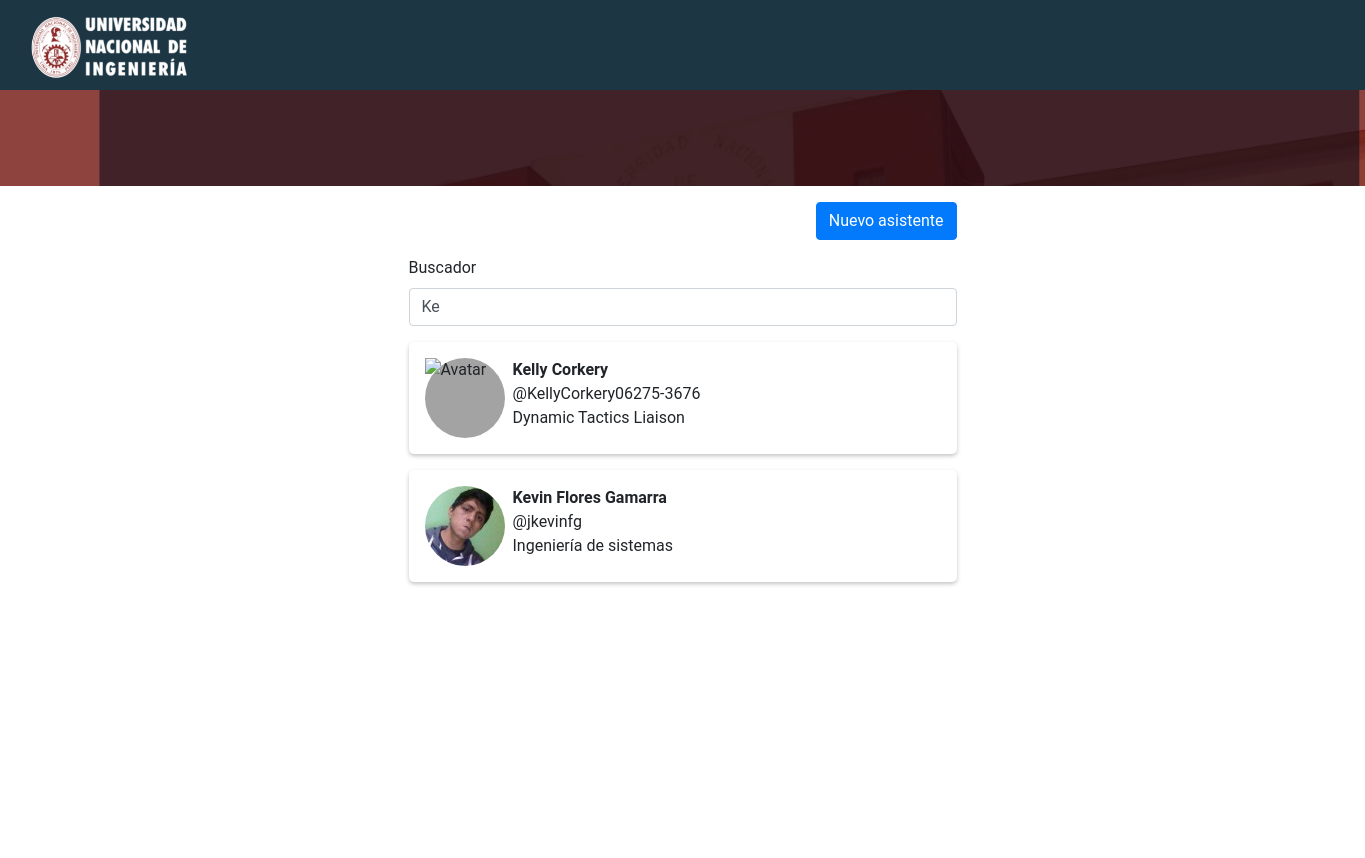 UNIVERSIDAD
NACIONAL DE
INGENIERÍA
Nuevo asistente
Buscador
Ke
Avatar
Kelly Corkery
@KellyCorkery06275-3676
Dynamic Tactics Liaison
Kevin Flores Gamarra
@jkevinfg
Ingeniería de sistemas